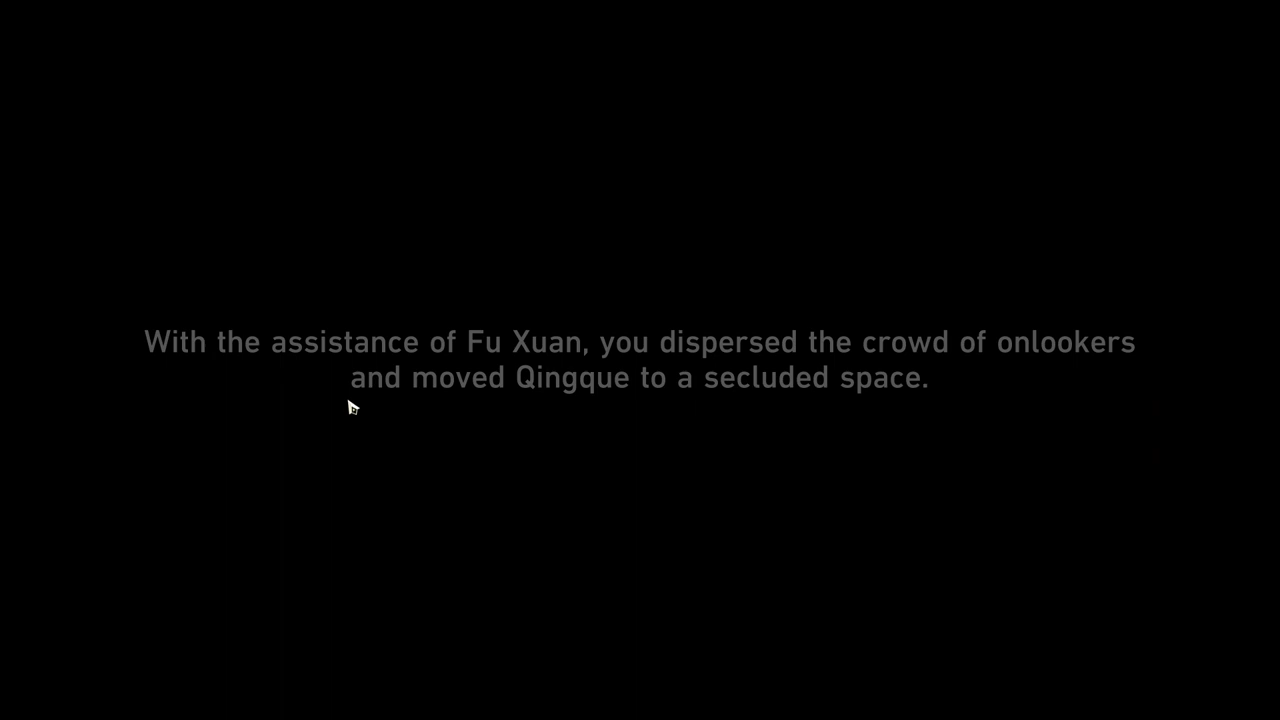 With the assistance of Fu Xuan, you dispersed the crowd of onlookers
and moved Qingque to a secluded space.